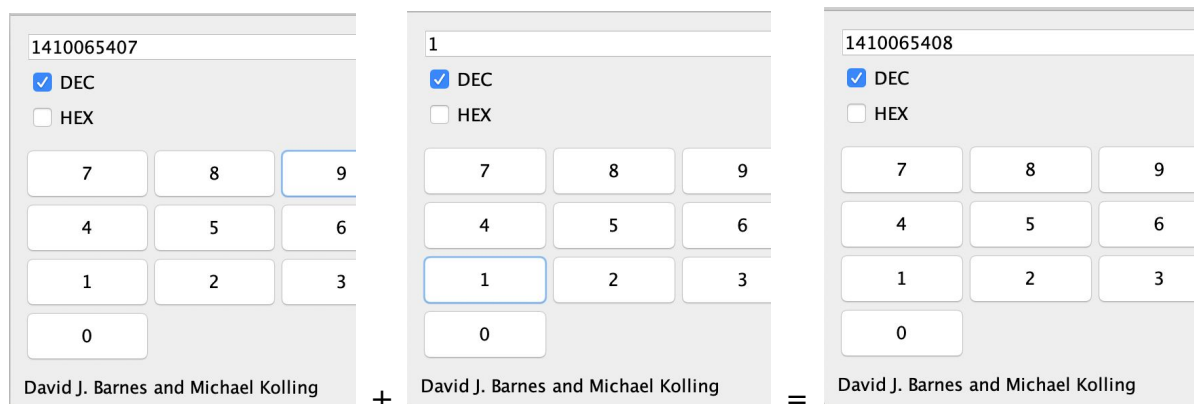 1410065407
DEC
HEX
7 8 9
4 5 6
1 2 3
0
David J. Barnes and Michael Kolling
+
1
DEC
HEX
7 8 9
4 5 6
1 2 3
0
David J. Barnes and Michael Kolling
=
1410065408
DEC
HEX
7 8 9
4 5 6
1 2 3
0
David J. Barnes and Michael Kolling